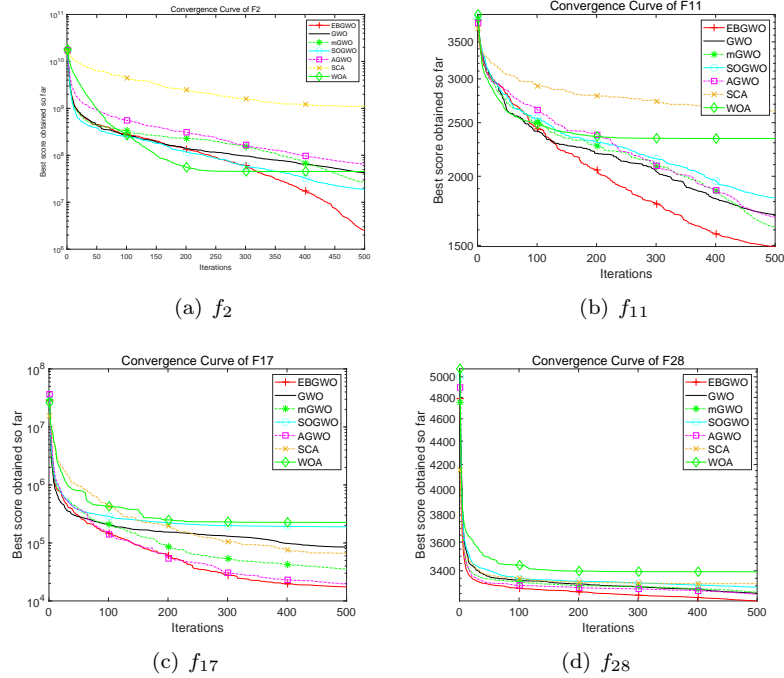 Convergence Curve of F2
Best score obtained so far
10^11
10^10
10^9
10^8
10^7
10^6
0 50 100 150 200 250 300 350 400 450 500
Iterations
EBGWO
GWO
mGWO
SOGWO
AGWO
SCA
WOA
(a) f_2
Convergence Curve of F11
Best score obtained so far
3500
3000
2500
2000
1500
0 100 200 300 400 500
Iterations
EBGWO
GWO
mGWO
SOGWO
AGWO
SCA
WOA
(b) f_11
Convergence Curve of F17
Best score obtained so far
10^8
10^7
10^6
10^5
10^4
0 100 200 300 400 500
Iterations
EBGWO
GWO
mGWO
SOGWO
AGWO
SCA
WOA
(c) f_17
Convergence Curve of F28
Best score obtained so far
5000
4800
4600
4400
4200
4000
3800
3600
3400
0 100 200 300 400 500
Iterations
EBGWO
GWO
mGWO
SOGWO
AGWO
SCA
WOA
(d) f_28